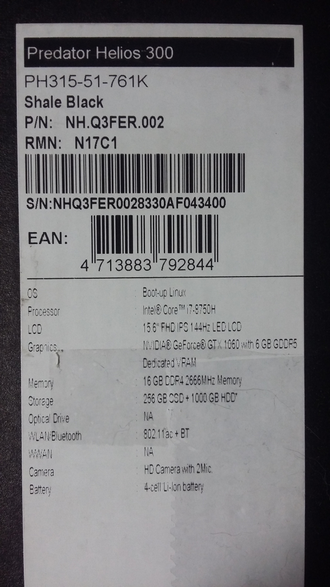 Predator Helios 300
PH315-51-761K
Shale Black
P/N: NH.Q3FER.002
RMN: N17C1
S/N:NHQ3FER0028330AF043400
EAN:
4 713883 792844
OS Boot-up Linux
Processor Intel® Core™ i7-8750H
LCD 15.6" FHD IPS 144Hz LED LCD
Graphics NVIDIA® GeForce® GTX 1060 with 6 GB GDDR5
Dedicated VRAM
Memory 16 GB DDR4 2666MHz Memory
Storage 256 GB SSD + 1000 GB HDD*
Optical Drive NA
WLAN/Bluetooth 802.11ac + BT
WWAN NA
Camera HD Camera with 2Mic.
Battery 4-cell Li-Ion battery